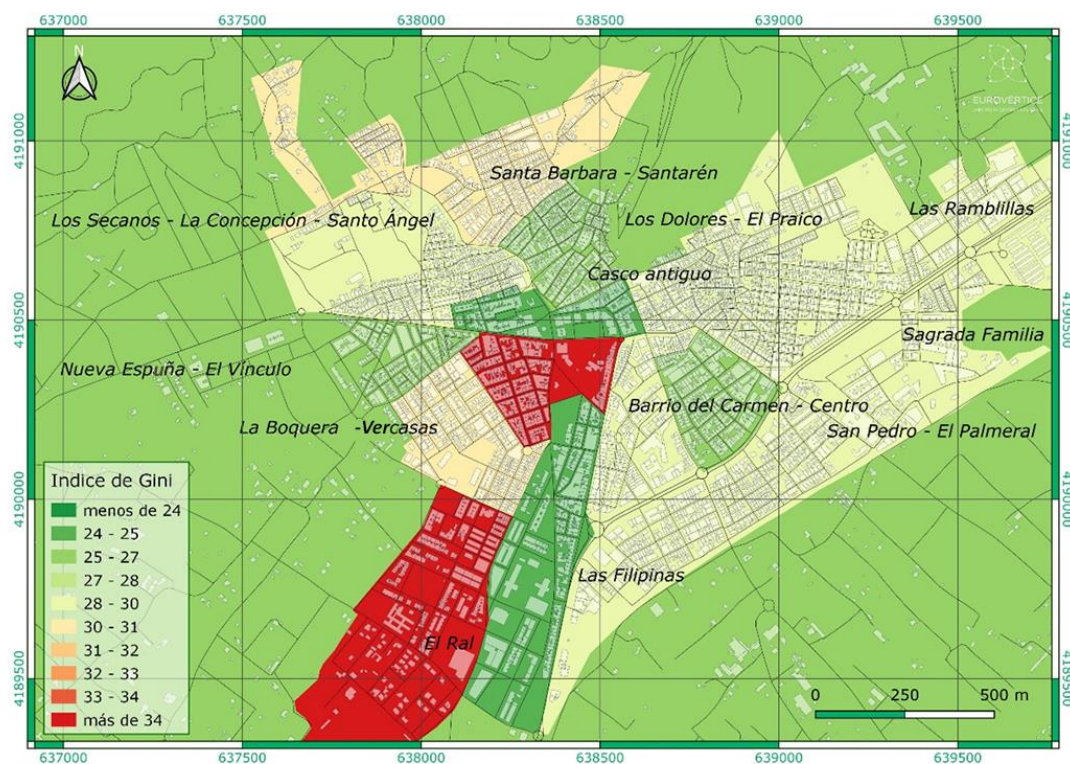 637000 637500 638000 638500 639000 639500
N
EUROVERTICE
4191000 4191000
Santa Barbara - Santarén
Los Secanos - La Concepción - Santo Ángel
Los Dolores - El Praico
Las Ramblillas
Casco antiguo
4190500 4190500
Sagrada Familia
Nueva Espuña - El Vínculo
Barrio del Carmen - Centro
La Boquera -Vercasas
San Pedro - El Palmeral
Indice de Gini
menos de 24
24 - 25
25 - 27
27 - 28
28 - 30
30 - 31
31 - 32
32 - 33
33 - 34
más de 34
4190000 4190000
Las Filipinas
El Ral
4189500 4189500
0 250 500 m
637000 637500 638000 638500 639000 639500